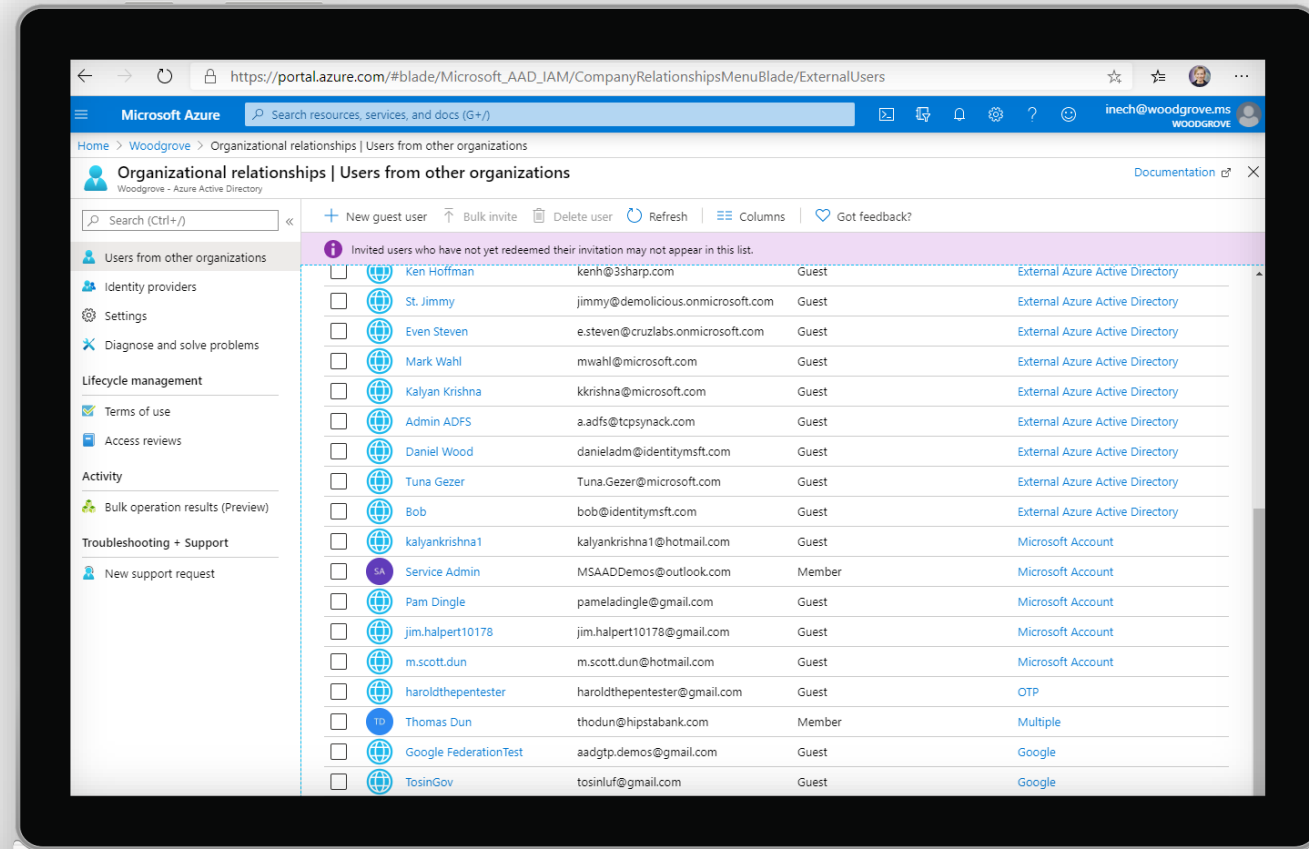 https://portal.azure.com/#blade/Microsoft_AAD_IAM/CompanyRelationshipsMenuBlade/ExternalUsers
Microsoft Azure Search resources, services, and docs (G+/) inech@woodgrove.ms
WOODGROVE
Home > Woodgrove > Organizational relationships | Users from other organizations
Organizational relationships | Users from other organizations Documentation
Woodgrove - Azure Active Directory
Search (Ctrl+/)
Users from other organizations
Identity providers
Settings
Diagnose and solve problems
Lifecycle management
Terms of use
Access reviews
Activity
Bulk operation results (Preview)
Troubleshooting + Support
New support request
New guest user Bulk invite Delete user Refresh Columns Got feedback?
Invited users who have not yet redeemed their invitation may not appear in this list.
Ken Hoffman kenh@3sharp.com Guest External Azure Active Directory
St. Jimmy jimmy@demolicious.onmicrosoft.com Guest External Azure Active Directory
Even Steven e.steven@cruzlabs.onmicrosoft.com Guest External Azure Active Directory
Mark Wahl mwahl@microsoft.com Guest External Azure Active Directory
Kalyan Krishna kkrishna@microsoft.com Guest External Azure Active Directory
Admin ADFS a.adfs@tcpsynack.com Guest External Azure Active Directory
Daniel Wood danieladm@identitymsft.com Guest External Azure Active Directory
Tuna Gezer Tuna.Gezer@microsoft.com Guest External Azure Active Directory
Bob bob@identitymsft.com Guest External Azure Active Directory
kalyankrishna1 kalyankrishna1@hotmail.com Guest Microsoft Account
SA Service Admin MSAADDemos@outlook.com Member Microsoft Account
Pam Dingle pameladingle@gmail.com Guest Microsoft Account
jim.halpert10178 jim.halpert10178@gmail.com Guest Microsoft Account
m.scott.dun m.scott.dun@hotmail.com Guest Microsoft Account
haroldthepentester haroldthepentester@gmail.com Guest OTP
TD Thomas Dun thodun@hipstabank.com Member Multiple
Google FederationTest aadgtp.demos@gmail.com Guest Google
TosinGov tosinluf@gmail.com Guest Google